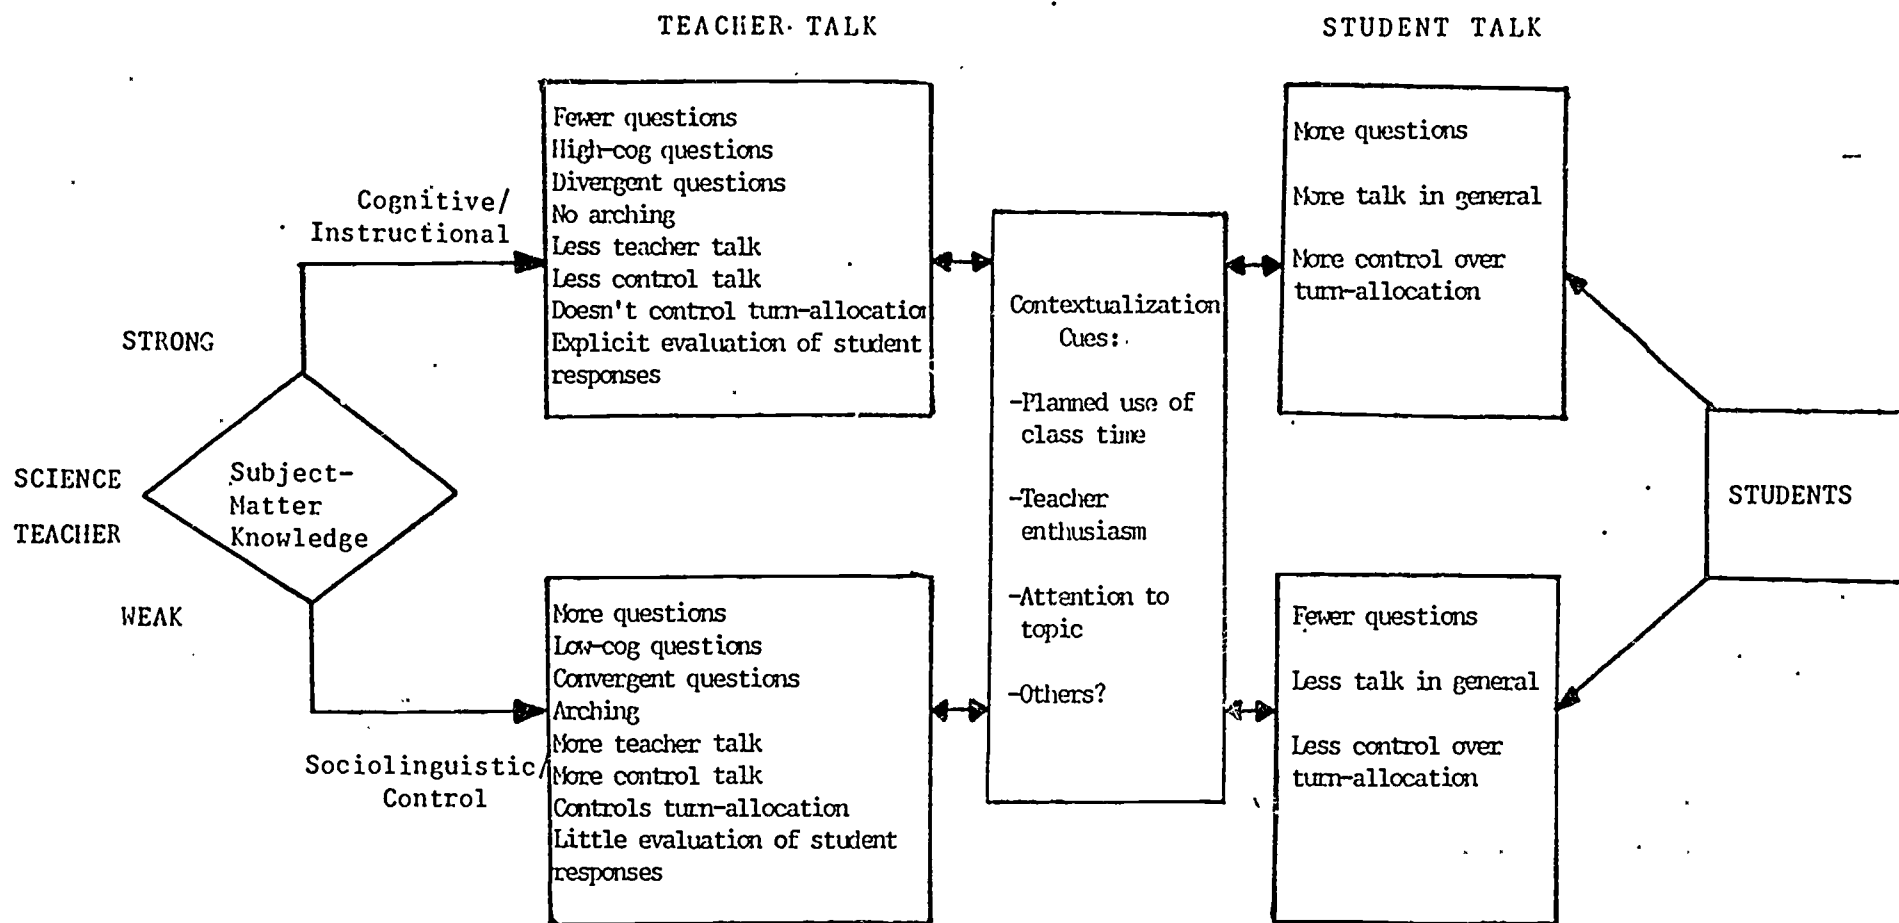 TEACHER TALK
STUDENT TALK
Fewer questions
High-cog questions
Divergent questions
No arching
Less teacher talk
Less control talk
Doesn't control turn-allocation
Explicit evaluation of student
responses
Cognitive/
Instructional
STRONG
SCIENCE
TEACHER
Subject-
Matter
Knowledge
WEAK
Sociolinguistic/
Control
More questions
Low-cog questions
Convergent questions
Arching
More teacher talk
More control talk
Controls turn-allocation
Little evaluation of student
responses
Contextualization
Cues:
-Planned use of
class time
-Teacher
enthusiasm
-Attention to
topic
-Others?
More questions
More talk in general
More control over
turn-allocation
Fewer questions
Less talk in general
Less control over
turn-allocation
STUDENTS